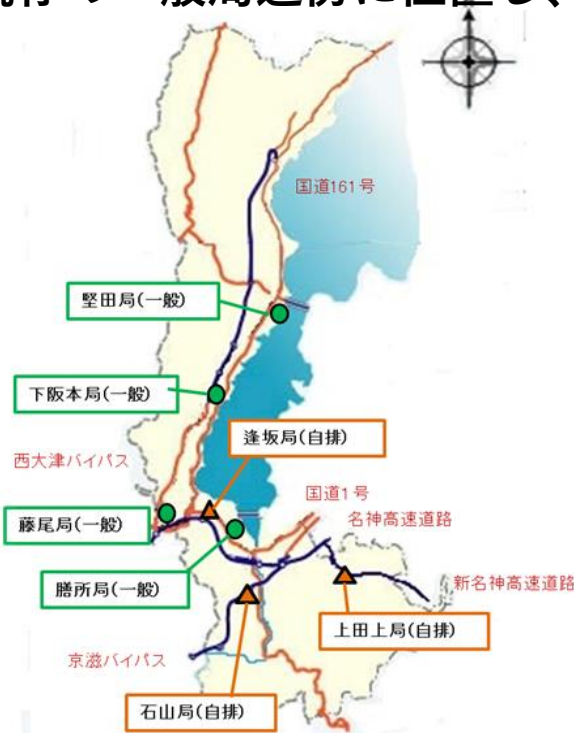 国道161号
堅田局(一般)
下阪本局(一般)
逢坂局(自排)
西大津バイパス
国道1号
藤尾局(一般)
名神高速道路
膳所局(一般)
新名神高速道路
上田上局(自排)
京滋バイパス
石山局(自排)